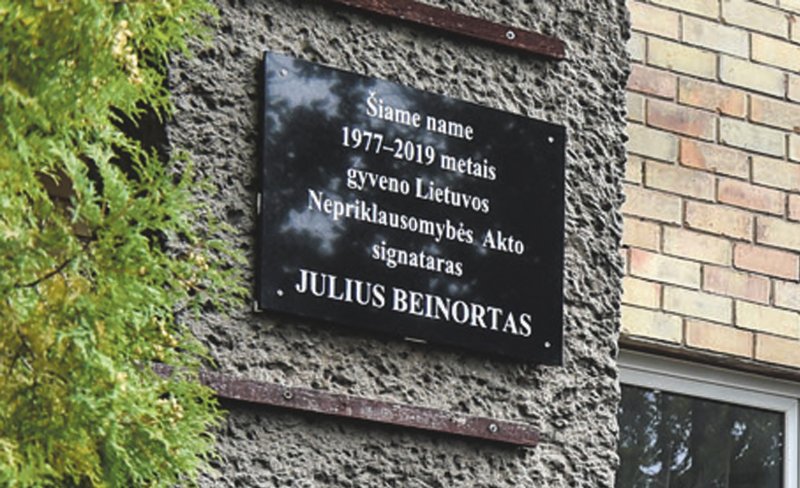 Šiame name
1977–2019 metais
gyveno Lietuvos
Nepriklausomybės Akto
signataras
JULIUS BEINORTAS